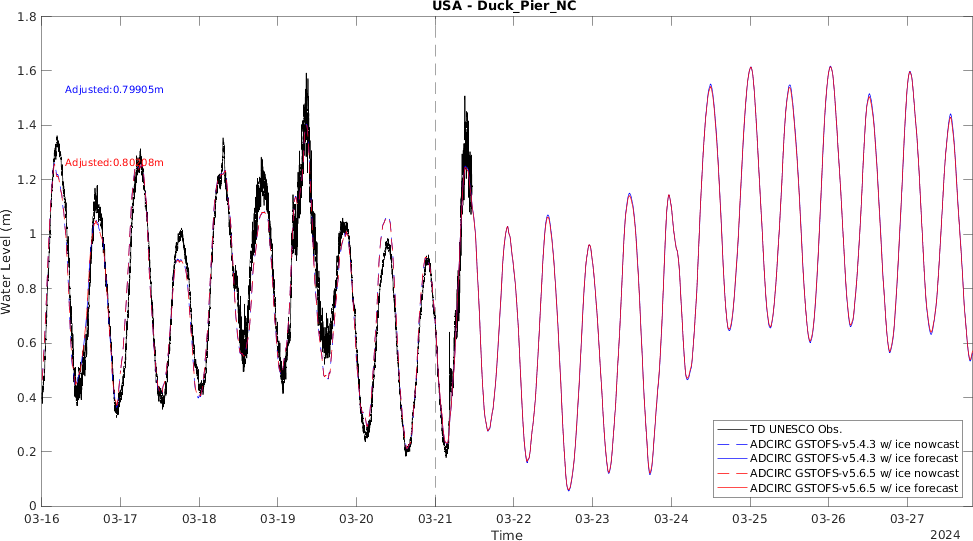 USA - Duck_Pier_NC
1.8
1.6
1.4
1.2
1
0.8
0.6
0.4
0.2
0
Water Level (m)
Adjusted:0.79905m
TD UNESCO Obs.
ADCIRC GSTOFS-v5.4.3 w/ ice nowcast
ADCIRC GSTOFS-v5.4.3 w/ ice forecast
ADCIRC GSTOFS-v5.6.5 w/ ice nowcast
ADCIRC GSTOFS-v5.6.5 w/ ice forecast
03-16 03-17 03-18 03-19 03-20 03-21 03-22 03-23 03-24 03-25 03-26 03-27
Time
2024